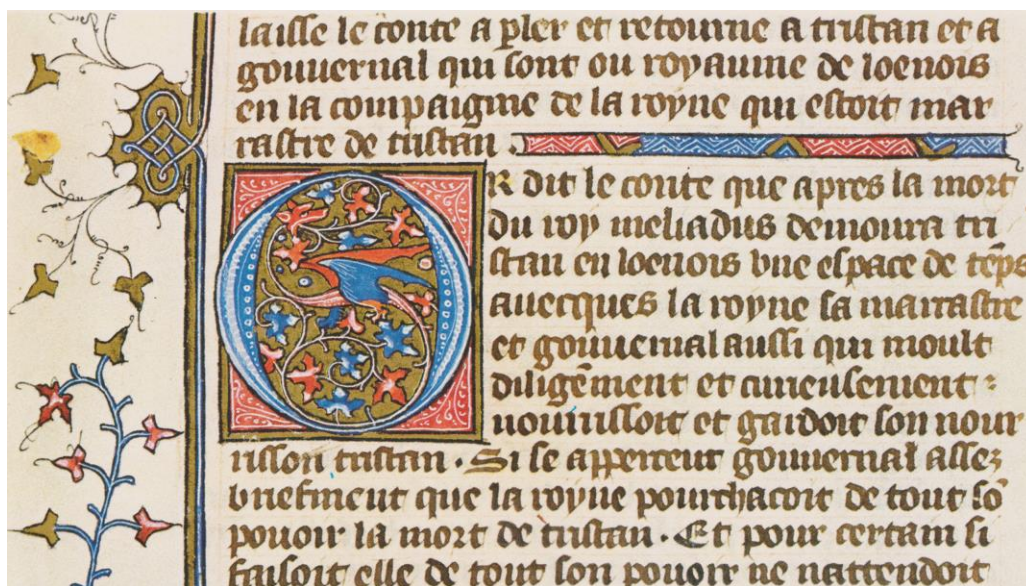 laisse le conte a pler et retourne a tristan et a
gouuernal qui sont ou royaume de loenois
en la compaignie de la royne qui estoit mar
rastre de tristan.
OR dit le conte que apres la mort
du roy meliadus demoura tri
stan en loenois vne espace de tẽps
auecques la royne sa marrastre
et gouuernal aussi qui moult
diligẽment et curieusement
nourrissoit et gardoit son nour
risson tristan. Si se apperceut gouuernal assez
briefment que la royne pourchacoit de tout sõ
pouoir la mort de tristan. Et pour certain si
faisoit elle de tout son pouoir ne nattendoit